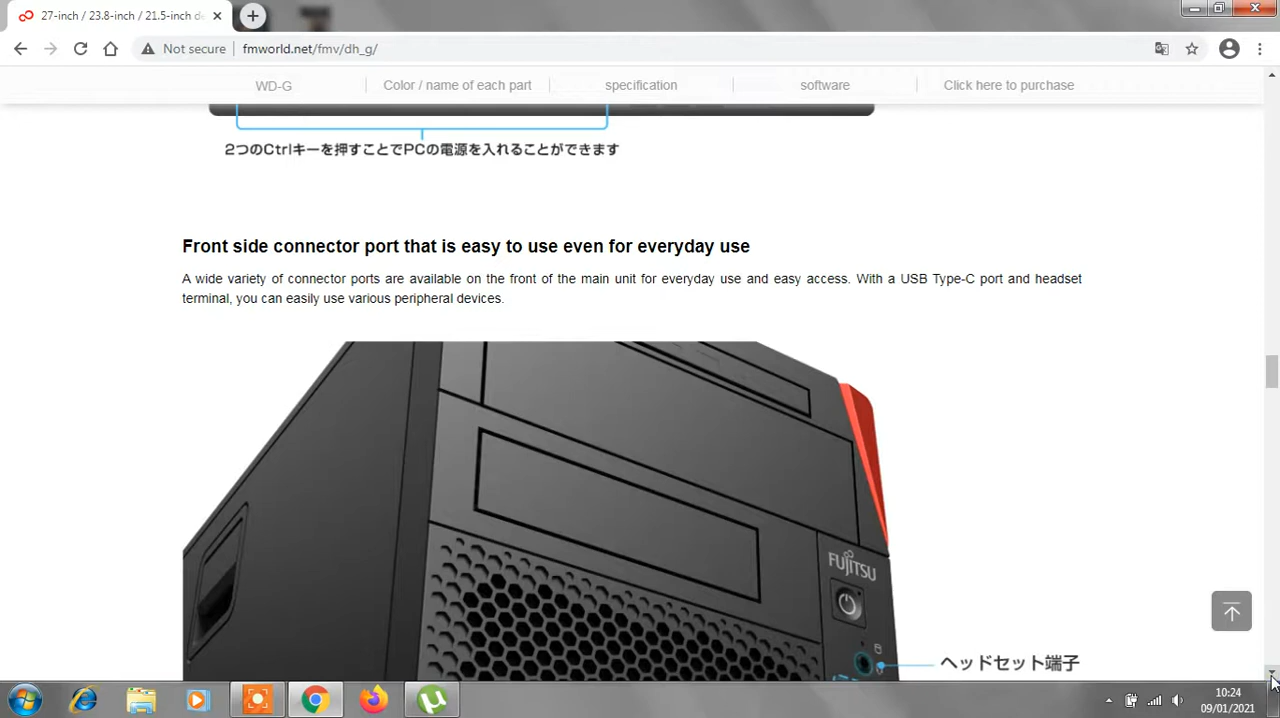 27-inch / 23.8-inch / 21.5-inch de
Not secure
fmworld.net/fmv/dh_g/
WD-G
Color / name of each part
specification
software
Click here to purchase
2つのCtrlキーを押すことでPCの電源を入れることができます
Front side connector port that is easy to use even for everyday use
A wide variety of connector ports are available on the front of the main unit for everyday use and easy access. With a USB Type-C port and headset
terminal, you can easily use various peripheral devices.
FUJITSU
ヘッドセット端子
10:24
09/01/2021